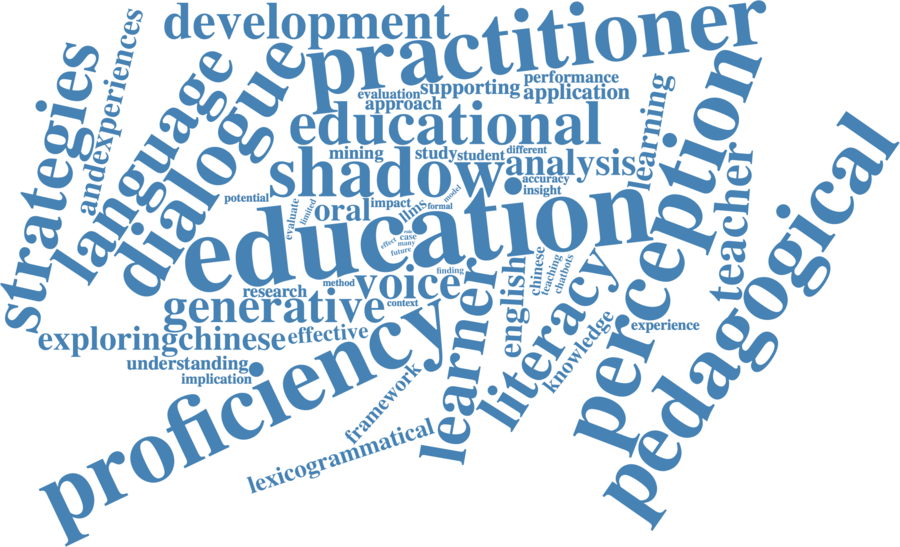 development
practitioner
strategies
andexperiences
language
dialogue
evaluation
supporting
performance
approach
application
educational
learning
perception
mining
study
student
different
analysis
shadow
accuracy
insight
potential
evaluate
limited
oral
impact
llms
formal
model
education
effect
case
many
future
teacher
pedagogical
method
finding
voice
research
generative
context
english
chinese
teaching
chatbots
literacy
exploring
chinese
effective
experience
understanding
implication
proficiency
learner
knowledge
framework
lexicogrammatical